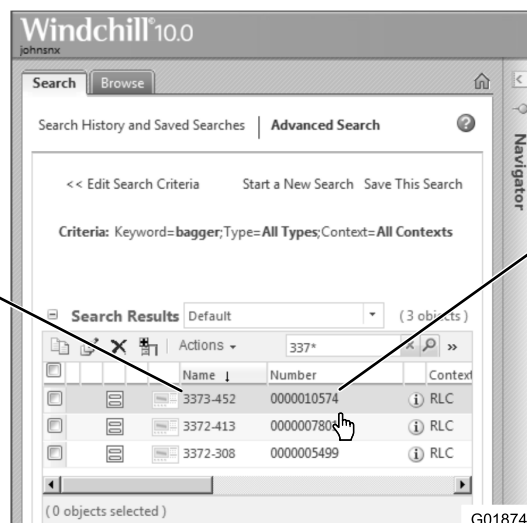 Windchill® 10.0
johnsnx
Search Browse
Search History and Saved Searches | Advanced Search
Navigator
<< Edit Search Criteria Start a New Search Save This Search
Criteria: Keyword=bagger;Type=All Types;Context=All Contexts
Search Results Default (3 objects)
Actions 337* »
Name ↓ Number Context
3373-452 0000010574 RLC
3372-413 000000780 RLC
3372-308 0000005499 RLC
(0 objects selected)
G01874